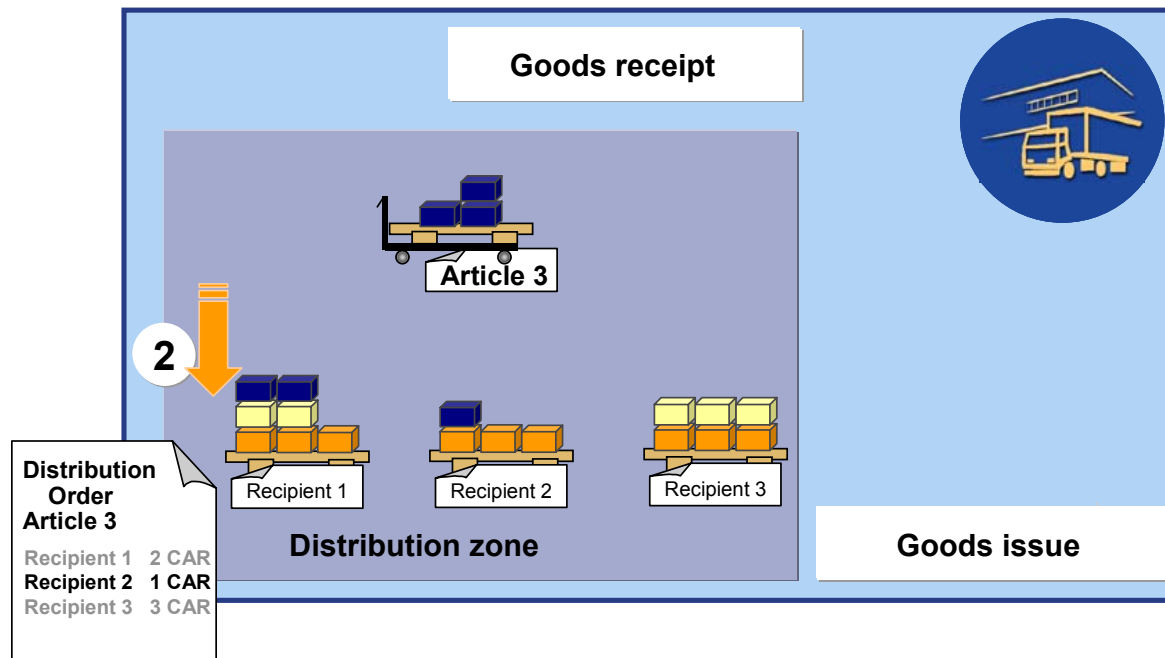 Goods receipt
Article 3
2
Recipient 1
Recipient 2
Recipient 3
Distribution
Order
Article 3
Recipient 1 2 CAR
Recipient 2 1 CAR
Recipient 3 3 CAR
Distribution zone
Goods issue